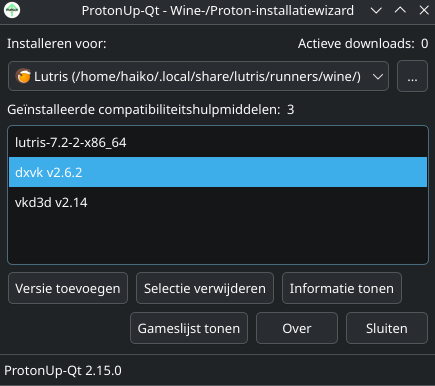 ProtonUp-Qt - Wine-/Proton-installatiewizard
Installeren voor: Actieve downloads: 0
Lutris (/home/haiko/.local/share/lutris/runners/wine/) ...
Geïnstalleerde compatibiliteitshulpmiddelen: 3
lutris-7.2-2-x86_64
dxvk v2.6.2
vkd3d v2.14
Versie toevoegen Selectie verwijderen Informatie tonen
Gameslijst tonen Over Sluiten
ProtonUp-Qt 2.15.0